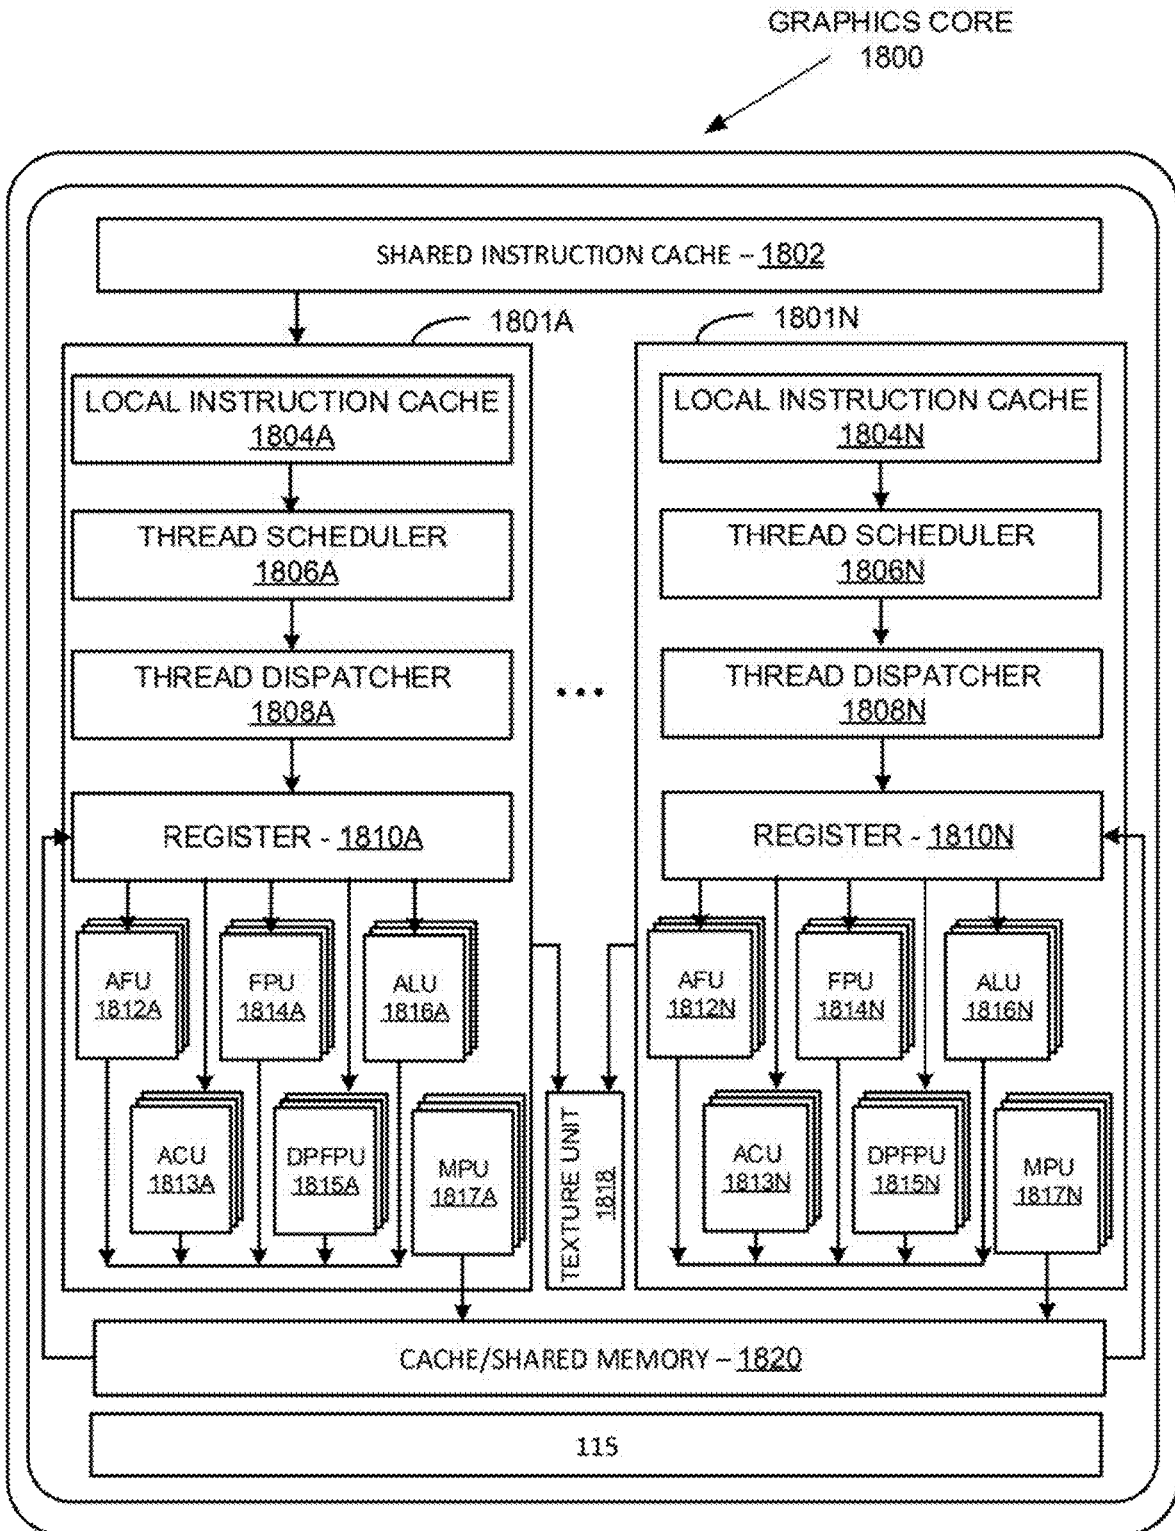 GRAPHICS CORE
1800
SHARED INSTRUCTION CACHE – 1802
1801A
LOCAL INSTRUCTION CACHE
1804A
THREAD SCHEDULER
1806A
THREAD DISPATCHER
1808A
REGISTER - 1810A
AFU
1812A
FPU
1814A
ALU
1816A
ACU
1813A
DPFPU
1815A
MPU
1817A
...
TEXTURE UNIT
1818
1801N
LOCAL INSTRUCTION CACHE
1804N
THREAD SCHEDULER
1806N
THREAD DISPATCHER
1808N
REGISTER - 1810N
AFU
1812N
FPU
1814N
ALU
1816N
ACU
1813N
DPFPU
1815N
MPU
1817N
CACHE/SHARED MEMORY – 1820
115